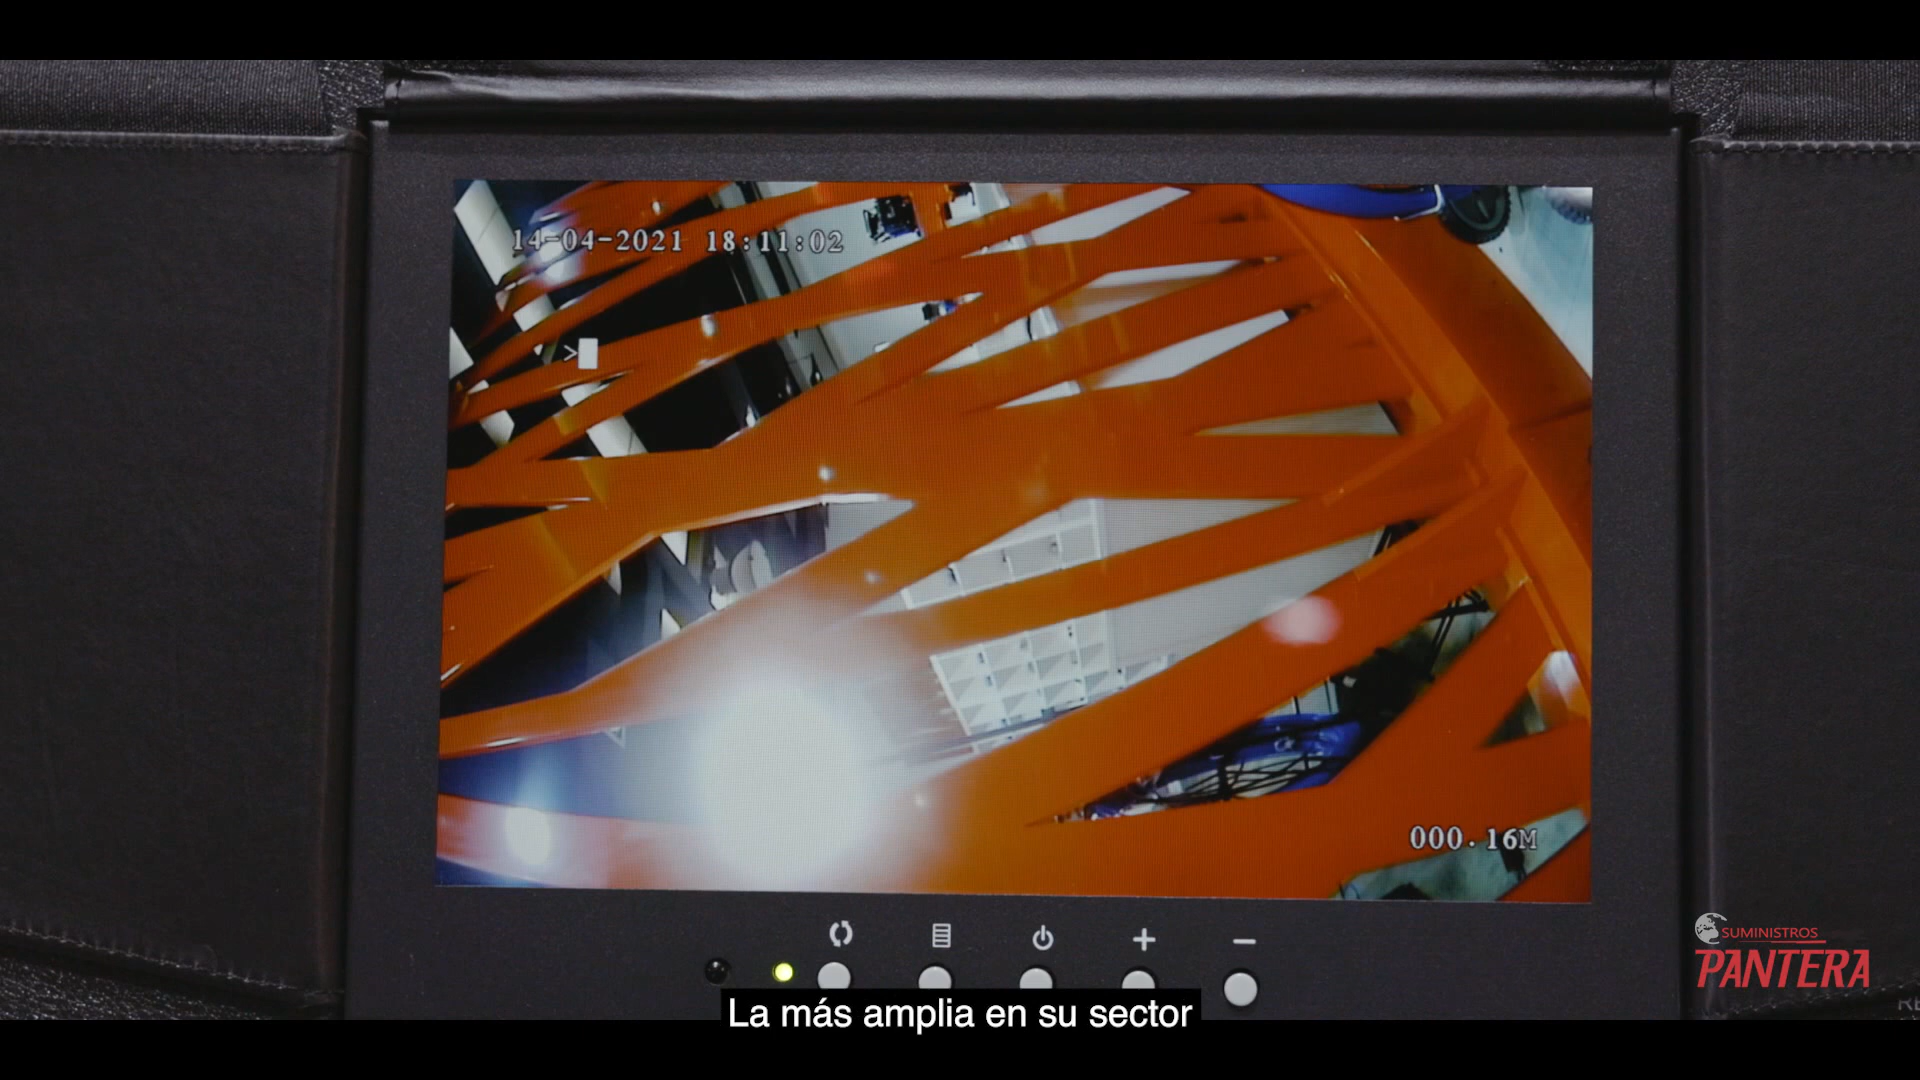 14-04-2021 18:11:02
>
000.16M
SUMINISTROS
PANTERA
La más amplia en su sector